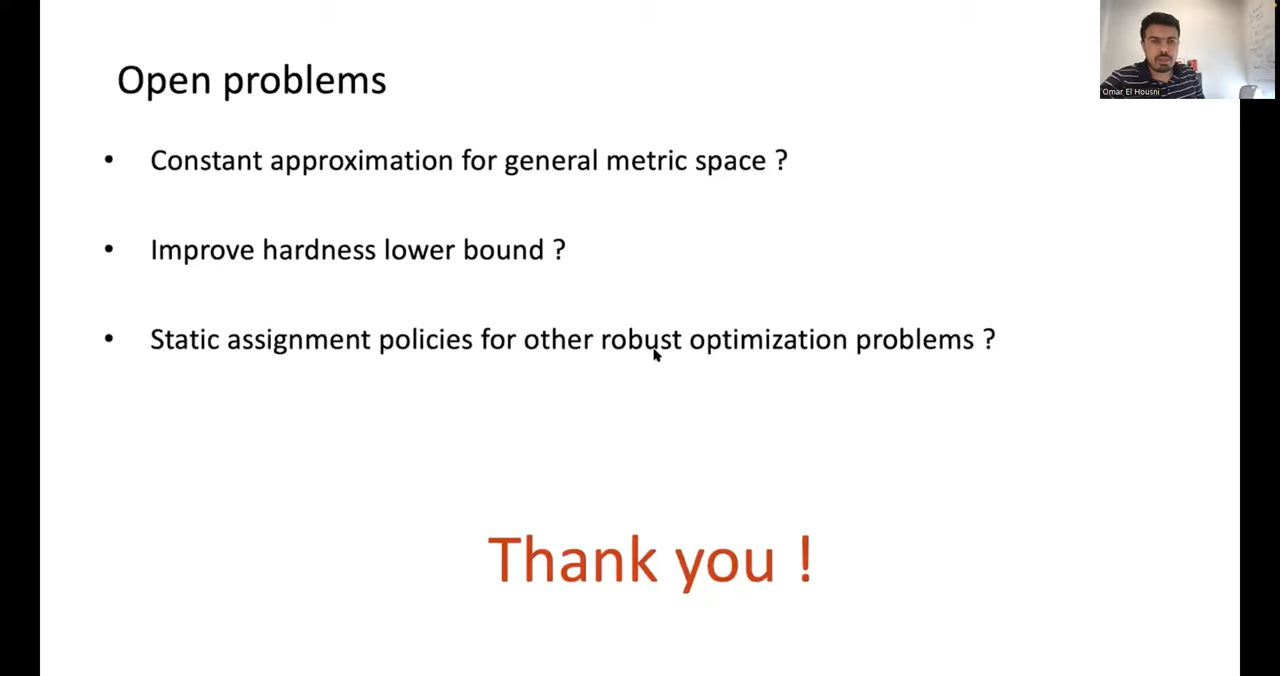 Open problems
Omar El Housni
• Constant approximation for general metric space ?
• Improve hardness lower bound ?
• Static assignment policies for other robust optimization problems ?
Thank you !